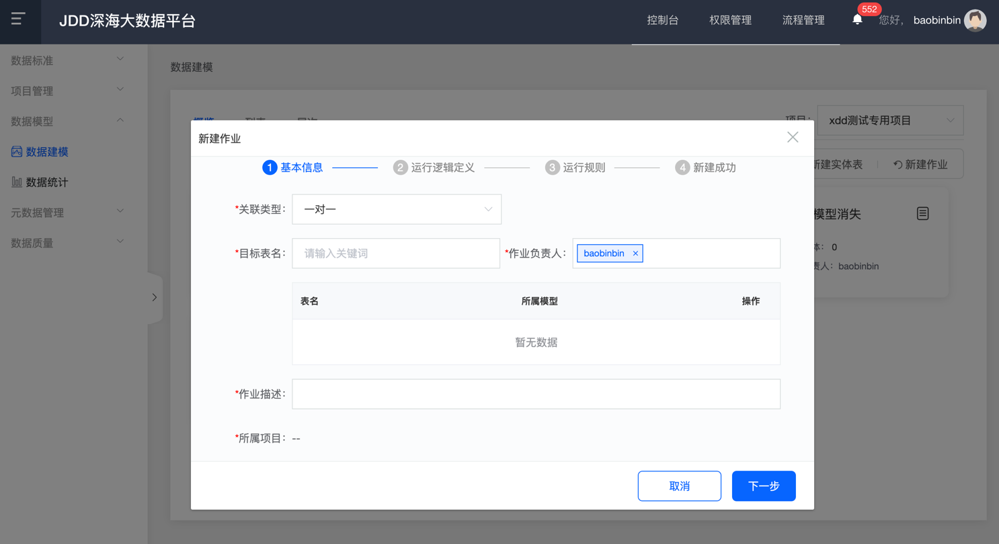 JDD深海大数据平台
控制台
权限管理
流程管理
552
您好，
baobinbin
数据标准
项目管理
数据模型
数据建模
数据统计
元数据管理
数据质量
数据建模
项目：
xdd测试专用项目
新建实体表
新建作业
模型消失
体：0
责人：baobinbin
新建作业
1 基本信息
2 运行逻辑定义
3 运行规则
4 新建成功
*关联类型：
一对一
*目标表名：
请输入关键词
*作业负责人：
baobinbin ×
表名
所属模型
操作
暂无数据
*作业描述：
*所属项目：--
取消
下一步